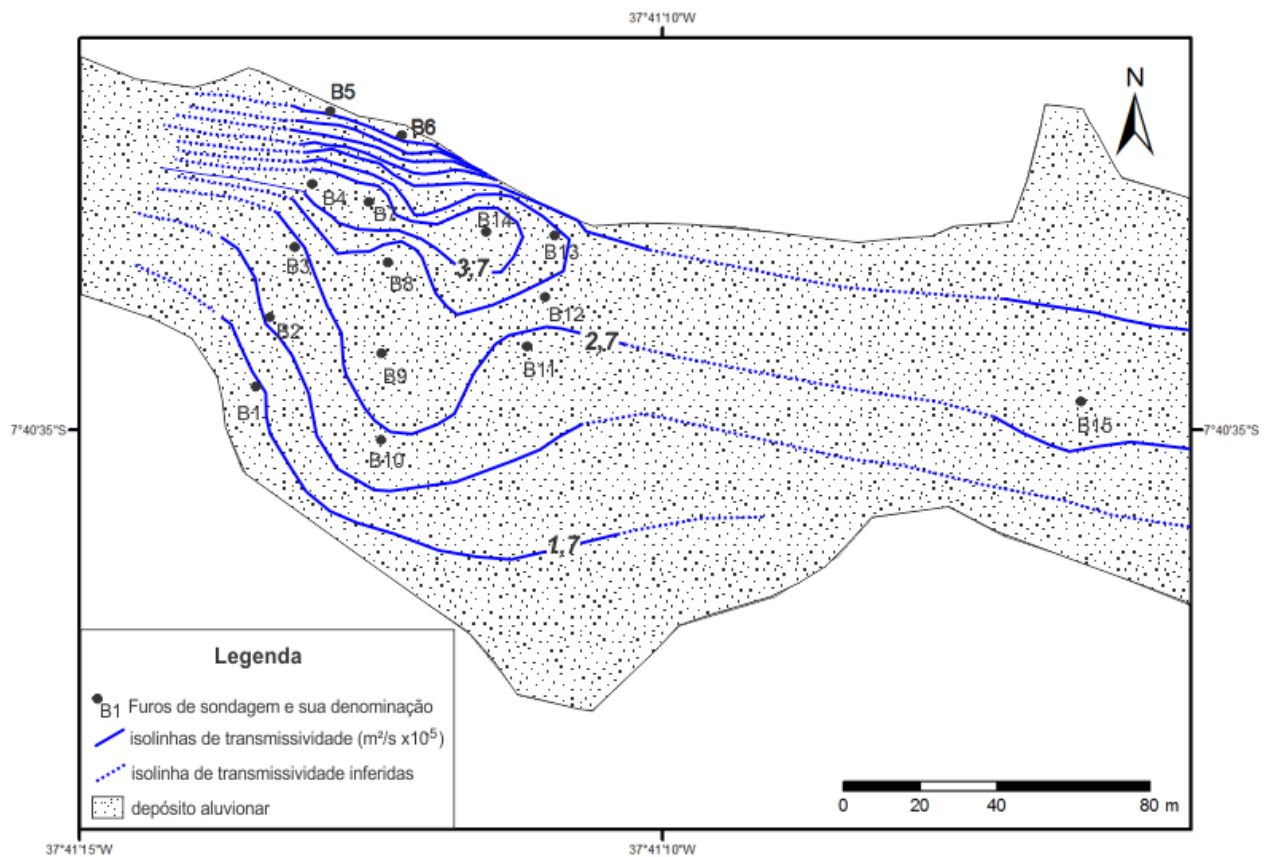 37°41'10"W
N
B5
B6
B4
B7
B14
B13
B3
B8
3,7
B12
B2
2,7
B11
B9
B1
B15
7°40'35"S
7°40'35"S
B10
1,7
Legenda
B1 Furos de sondagem e sua denominação
isolinhas de transmissividade (m²/s x10⁵)
isolinha de transmissividade inferidas
depósito aluvionar
0 20 40 80 m
37°41'15"W
37°41'10"W